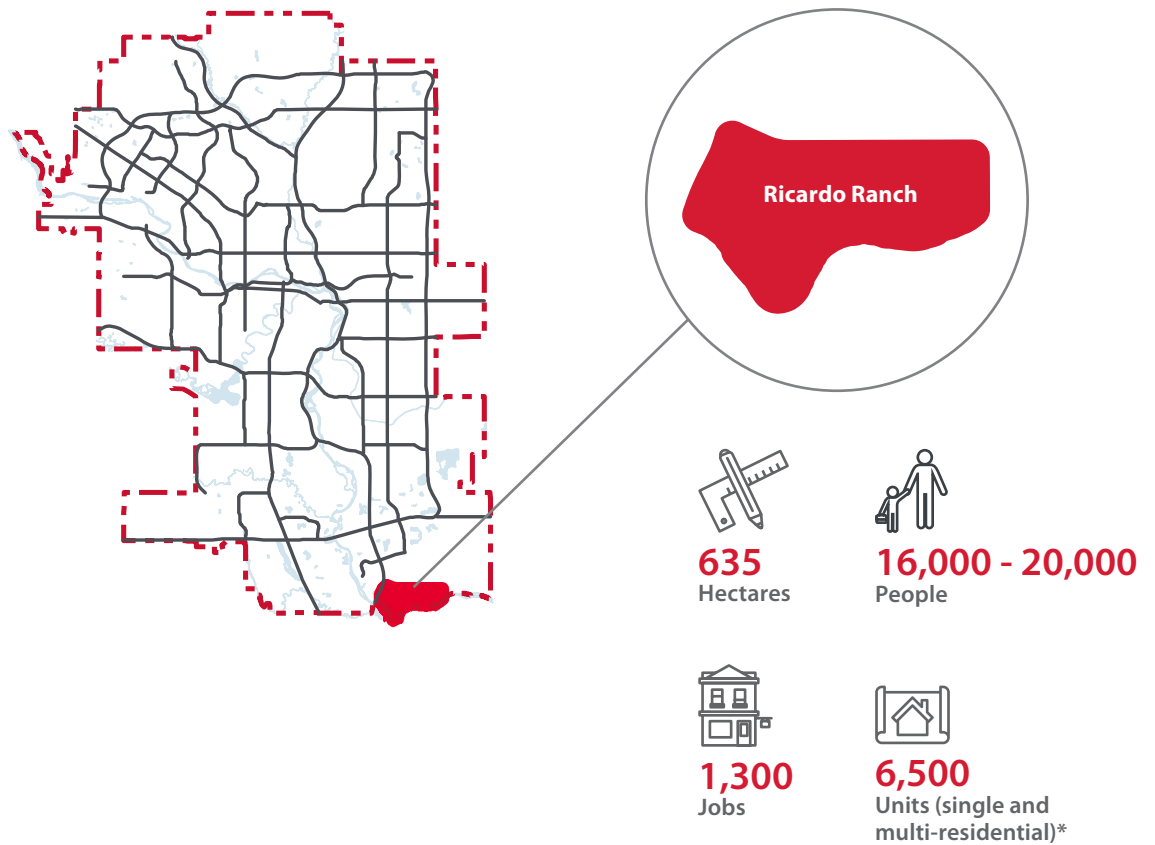 Ricardo Ranch
635
Hectares
16,000 - 20,000
People
1,300
Jobs
6,500
Units (single and
multi-residential)*